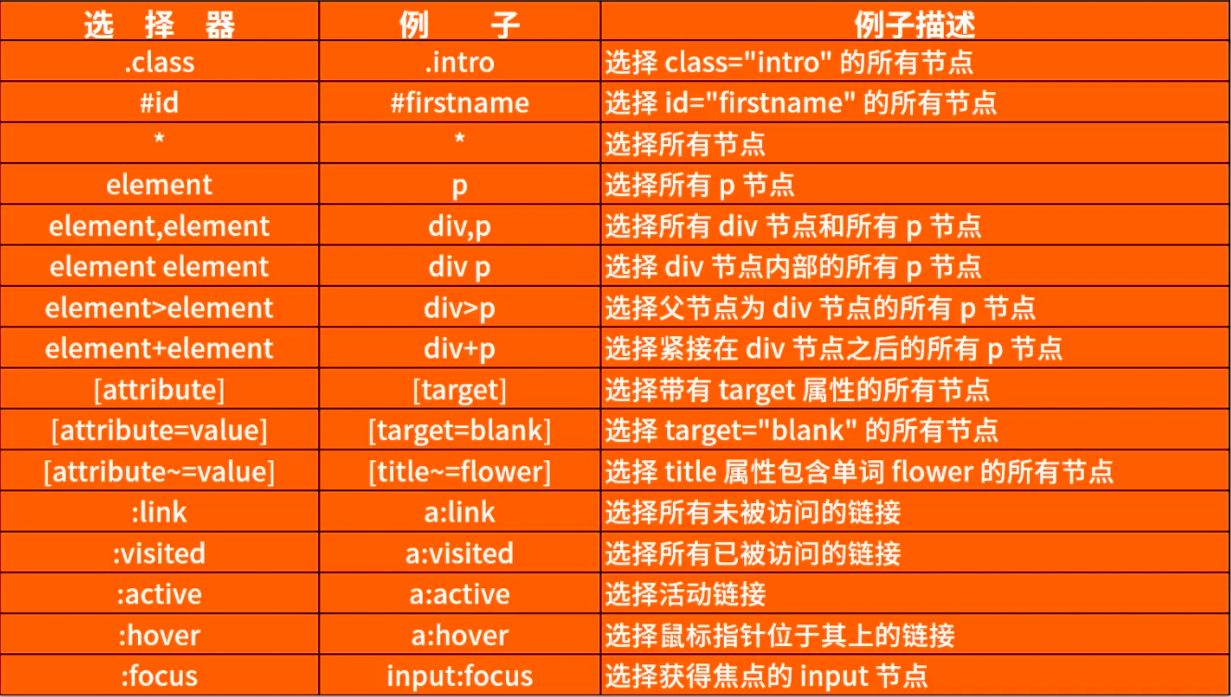 选 择 器 例 子 例子描述
.class .intro 选择 class="intro" 的所有节点
#id #firstname 选择 id="firstname" 的所有节点
* * 选择所有节点
element p 选择所有 p 节点
element,element div,p 选择所有 div 节点和所有 p 节点
element element div p 选择 div 节点内部的所有 p 节点
element>element div>p 选择父节点为 div 节点的所有 p 节点
element+element div+p 选择紧接在 div 节点之后的所有 p 节点
[attribute] [target] 选择带有 target 属性的所有节点
[attribute=value] [target=blank] 选择 target="blank" 的所有节点
[attribute~=value] [title~=flower] 选择 title 属性包含单词 flower 的所有节点
:link a:link 选择所有未被访问的链接
:visited a:visited 选择所有已被访问的链接
:active a:active 选择活动链接
:hover a:hover 选择鼠标指针位于其上的链接
:focus input:focus 选择获得焦点的 input 节点